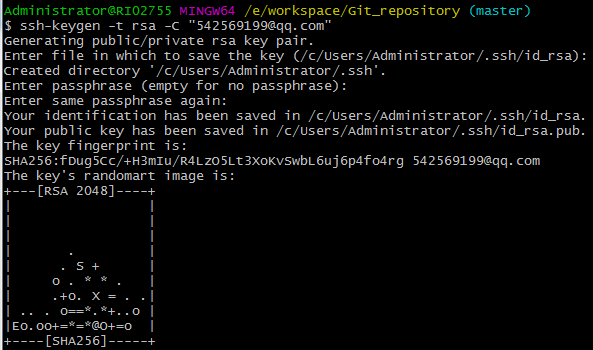 Administrator@RIO2755 MINGW64 /e/workspace/Git_repository (master)
$ ssh-keygen -t rsa -C "542569199@qq.com"
Generating public/private rsa key pair.
Enter file in which to save the key (/c/Users/Administrator/.ssh/id_rsa):
Created directory '/c/Users/Administrator/.ssh'.
Enter passphrase (empty for no passphrase):
Enter same passphrase again:
Your identification has been saved in /c/Users/Administrator/.ssh/id_rsa.
Your public key has been saved in /c/Users/Administrator/.ssh/id_rsa.pub.
The key fingerprint is:
SHA256:fDug5Cc/+H3mIu/R4LzO5Lt3XoKvSwbL6uj6p4fo4rg 542569199@qq.com
The key's randomart image is:
+---[RSA 2048]----+
|                 |
|                 |
|                 |
|       .         |
|      . S +      |
|     o . * * .   |
|     .+o. X = . .|
| .. . o==*.*+..o |
|Eo.oo+=*=*@O+=o  |
+----[SHA256]-----+